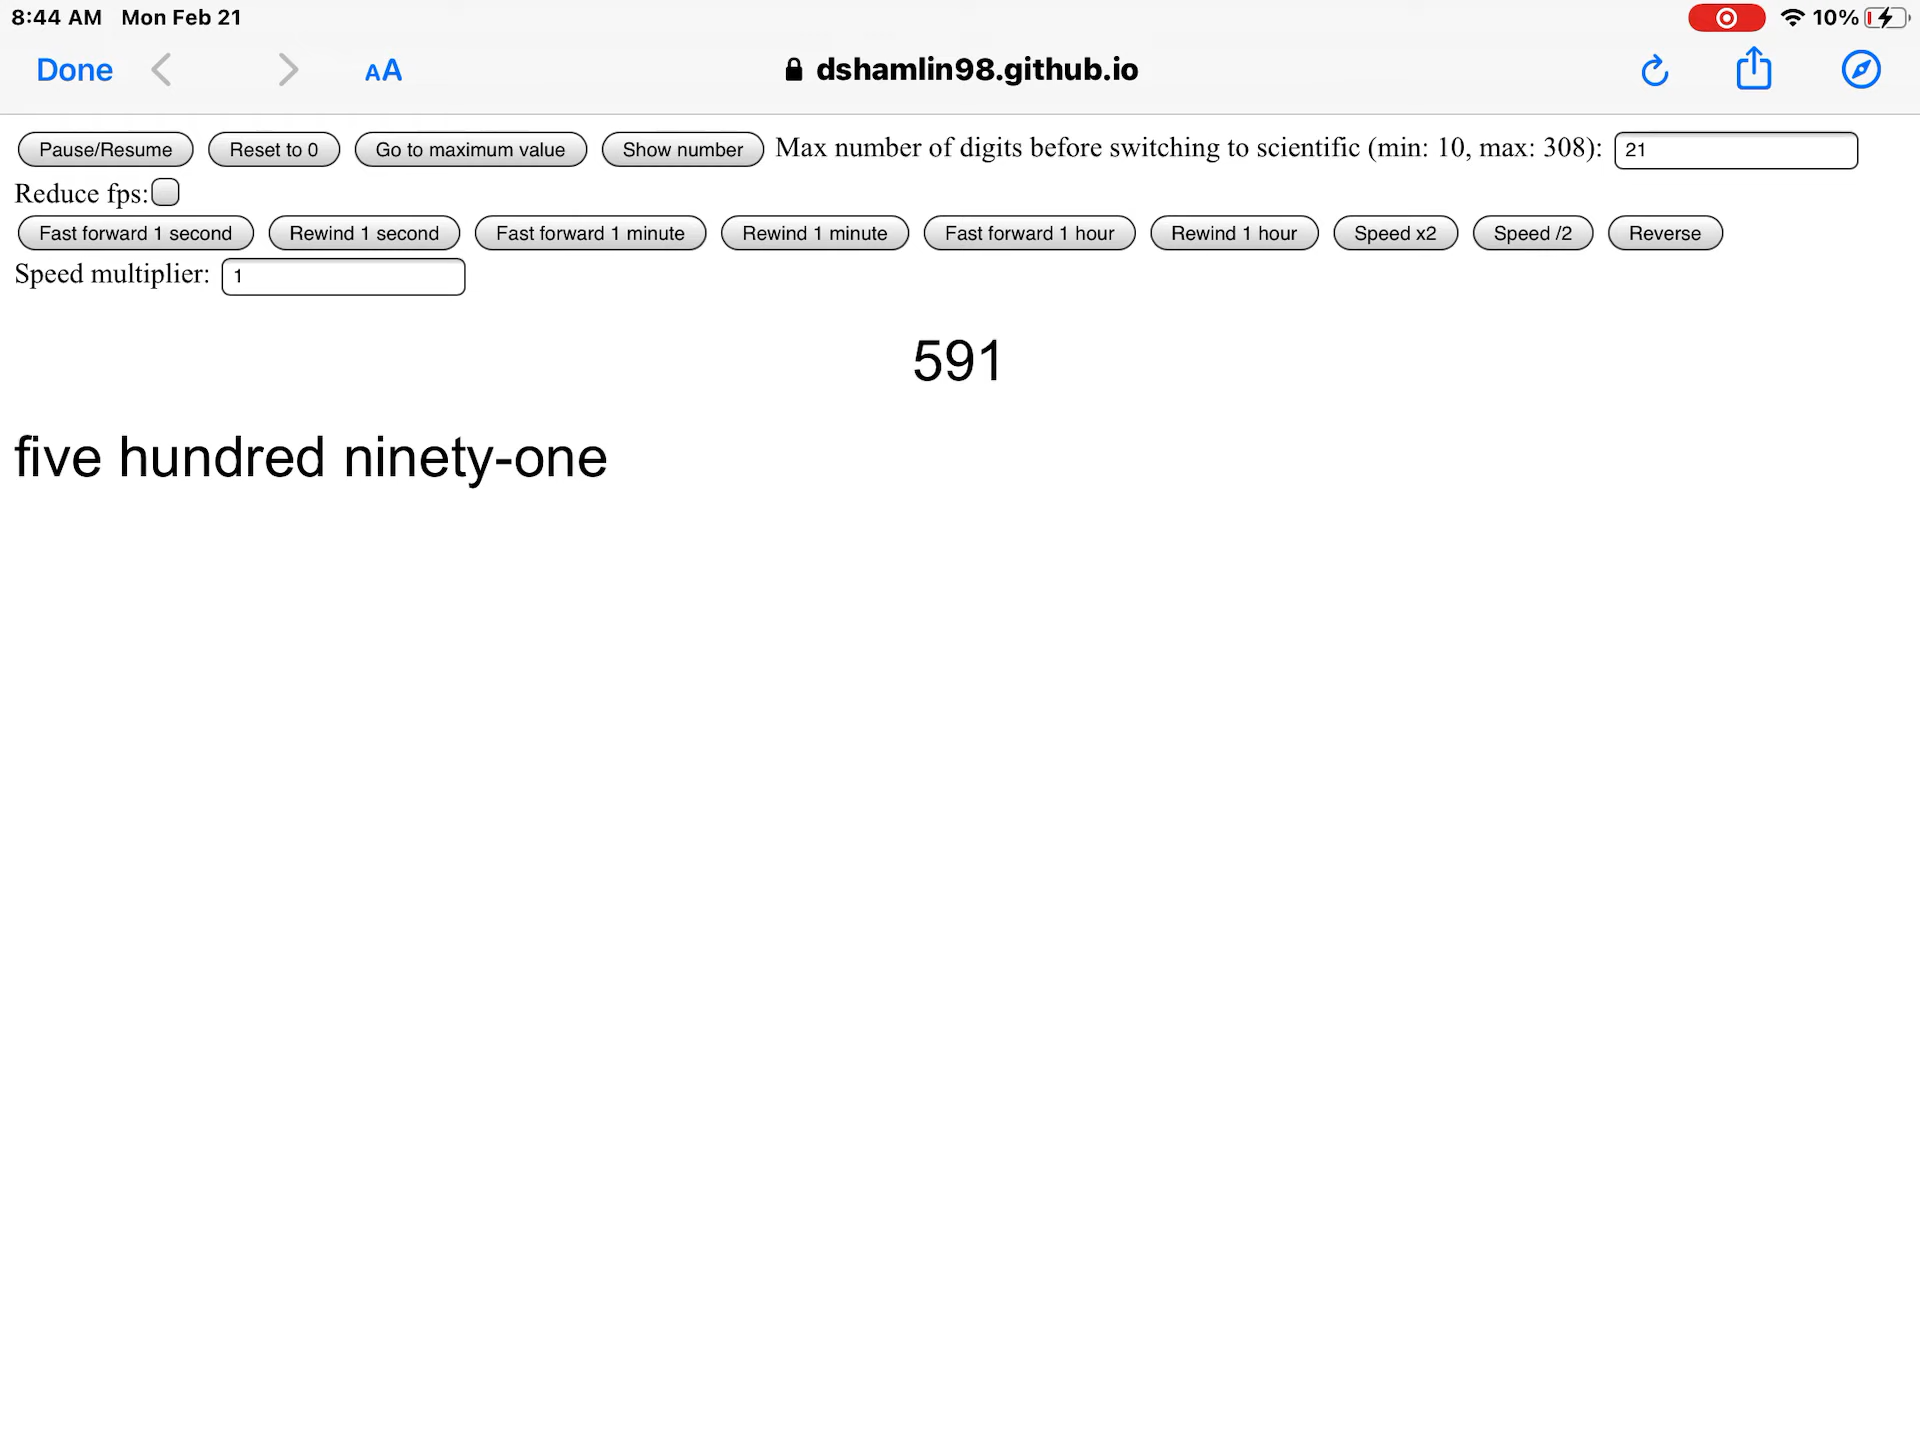 8:44 AM Mon Feb 21 10%
Done AA dshamlin98.github.io
Pause/Resume Reset to 0 Go to maximum value Show number Max number of digits before switching to scientific (min: 10, max: 308): 21
Reduce fps:
Fast forward 1 second Rewind 1 second Fast forward 1 minute Rewind 1 minute Fast forward 1 hour Rewind 1 hour Speed x2 Speed /2 Reverse
Speed multiplier: 1
591
five hundred ninety-one